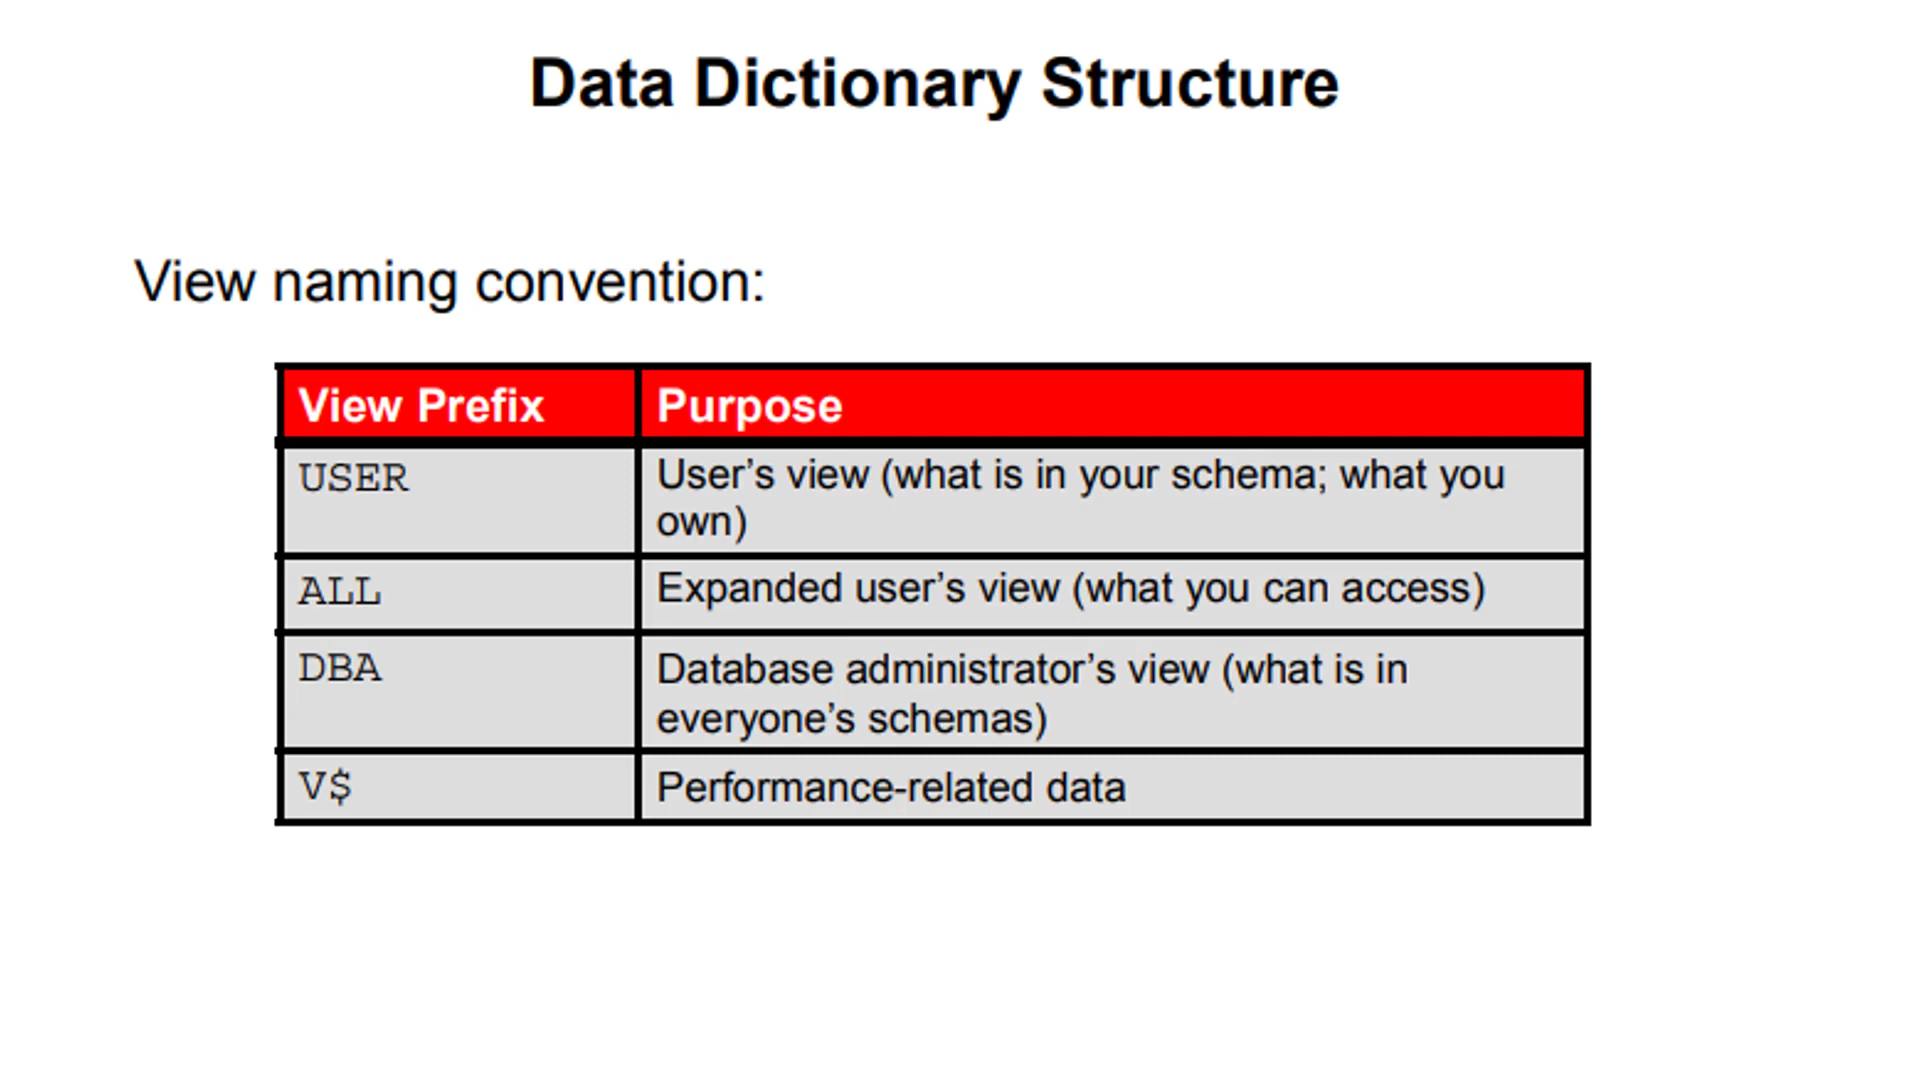 Data Dictionary Structure
View naming convention:
View Prefix
Purpose
USER
User’s view (what is in your schema; what you
own)
ALL
Expanded user’s view (what you can access)
DBA
Database administrator’s view (what is in
everyone’s schemas)
V$
Performance-related data